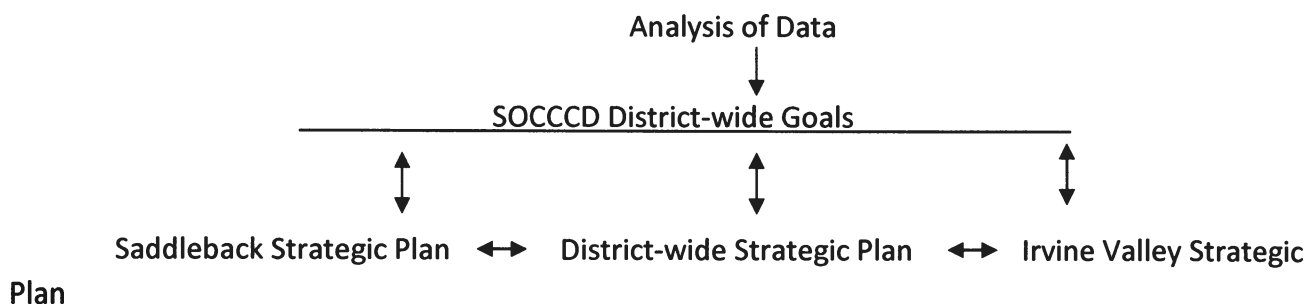 Analysis of Data
SOCCCD District-wide Goals
Saddleback Strategic Plan District-wide Strategic Plan Irvine Valley Strategic
Plan